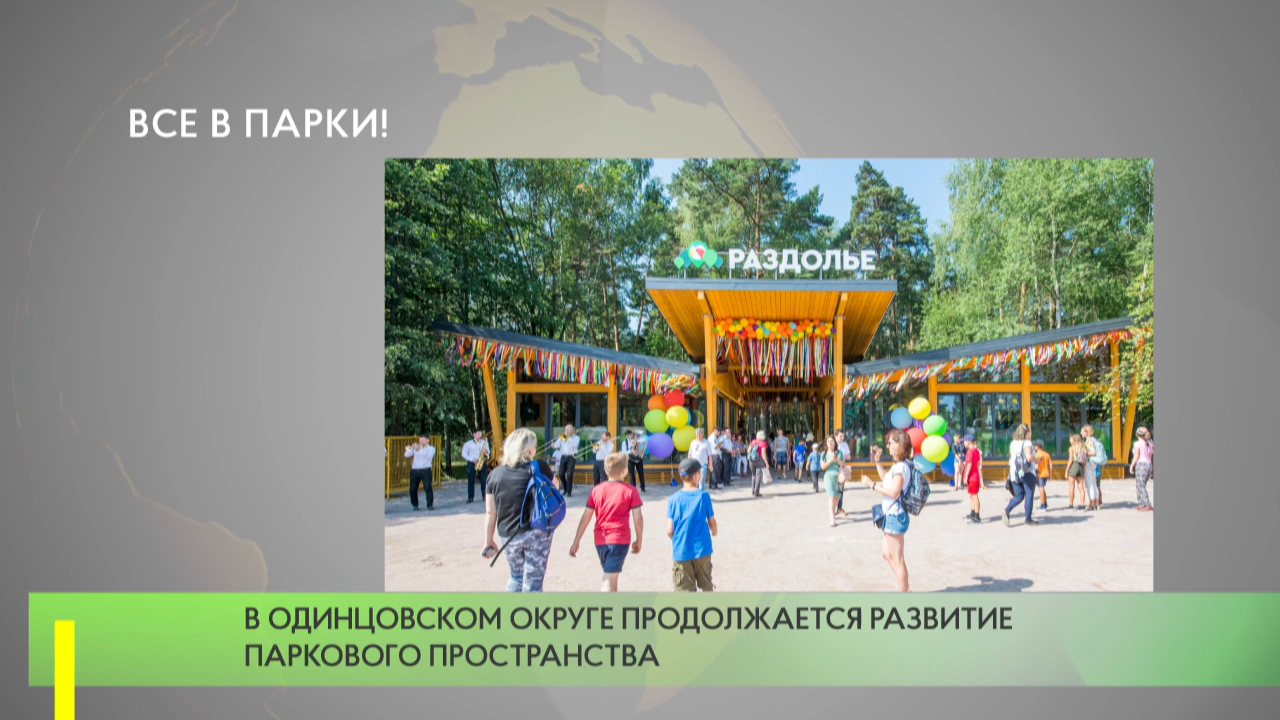 ВСЕ В ПАРКИ!
РАЗДОЛЬЕ
В ОДИНЦОВСКОМ ОКРУГЕ ПРОДОЛЖАЕТСЯ РАЗВИТИЕ
ПАРКОВОГО ПРОСТРАНСТВА